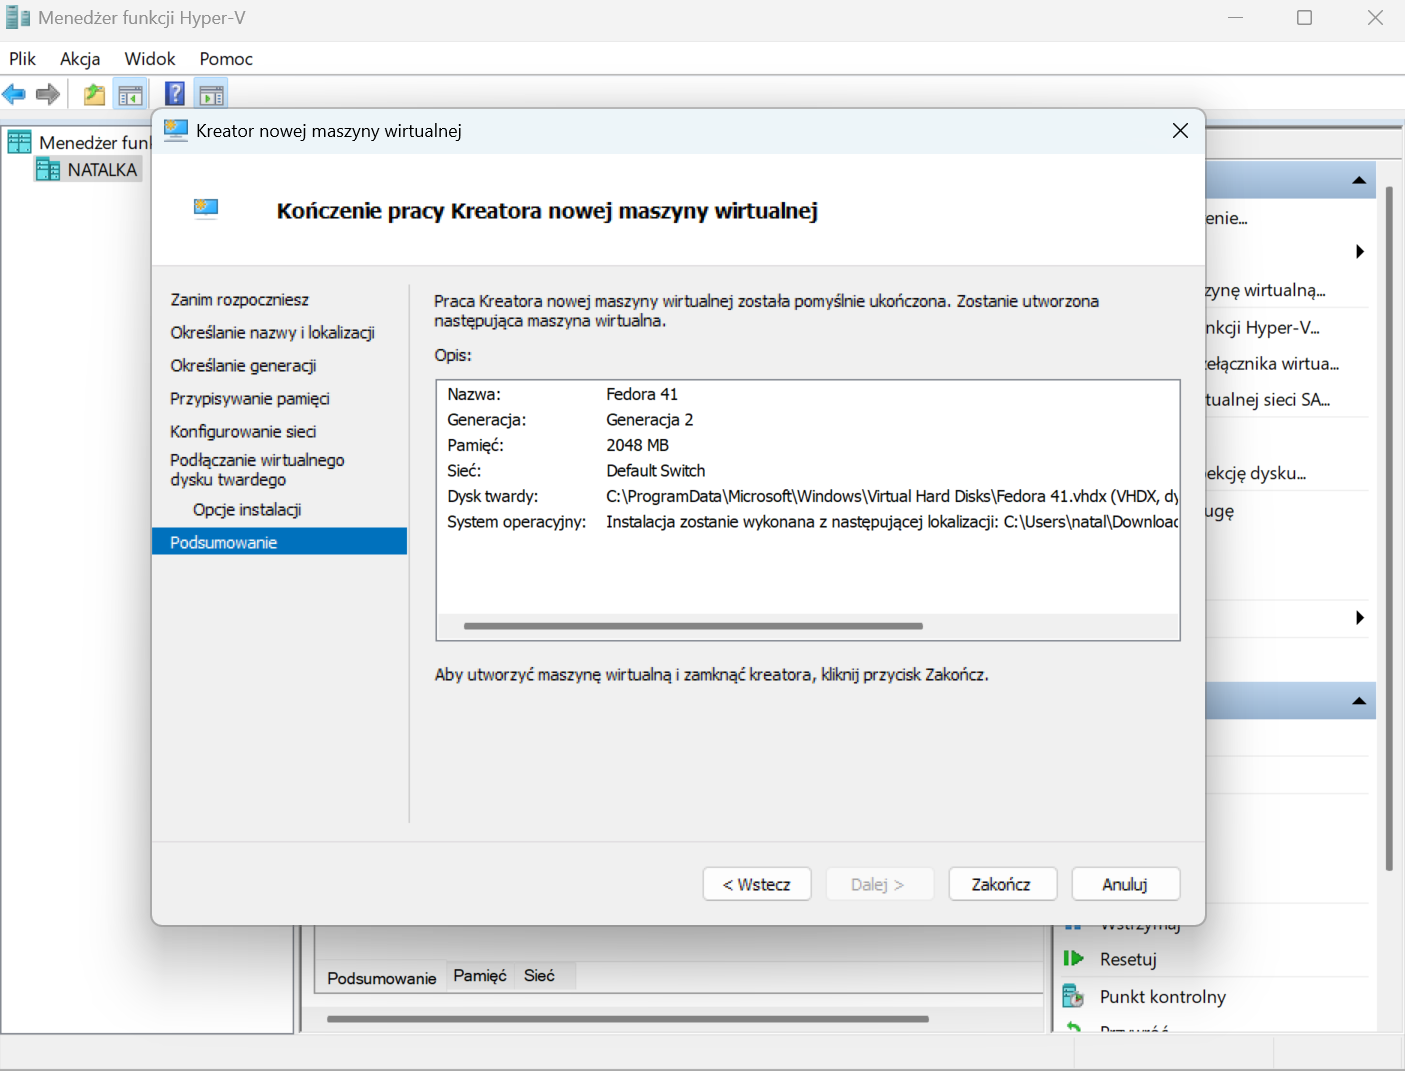 Menedżer funkcji Hyper-V
Plik Akcja Widok Pomoc
Menedżer
NATALKA
Kreator nowej maszyny wirtualnej
Kończenie pracy Kreatora nowej maszyny wirtualnej
Zanim rozpoczniesz
Określanie nazwy i lokalizacji
Określanie generacji
Przypisywanie pamięci
Konfigurowanie sieci
Podłączanie wirtualnego
dysku twardego
Opcje instalacji
Podsumowanie
Praca Kreatora nowej maszyny wirtualnej została pomyślnie ukończona. Zostanie utworzona
następująca maszyna wirtualna.
Opis:
Nazwa: Fedora 41
Generacja: Generacja 2
Pamięć: 2048 MB
Sieć: Default Switch
Dysk twardy: C:\ProgramData\Microsoft\Windows\Virtual Hard Disks\Fedora 41.vhdx (VHDX, dy
System operacyjny: Instalacja zostanie wykonana z następującej lokalizacji: C:\Users\natal\Downloac
Aby utworzyć maszynę wirtualną i zamknąć kreatora, kliknij przycisk Zakończ.
< Wstecz Dalej > Zakończ Anuluj
enie...
zynę wirtualną...
nkcji Hyper-V...
ełącznika wirtua...
tualnej sieci SA...
ekcję dysku...
ugę
Wstrzymaj
Resetuj
Punkt kontrolny
Przywróć
Podsumowanie Pamięć Sieć